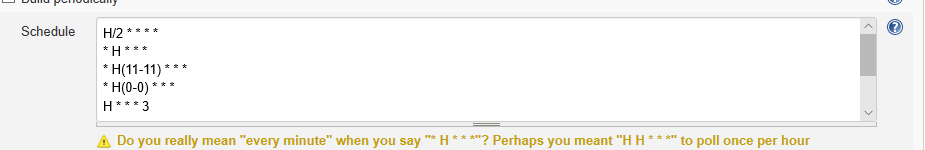 Build periodically
Schedule
H/2 * * * *
* H * * *
* H(11-11) * * *
* H(0-0) * * *
H * * * 3
Do you really mean "every minute" when you say "* H * * *"? Perhaps you meant "H H * * *" to poll once per hour